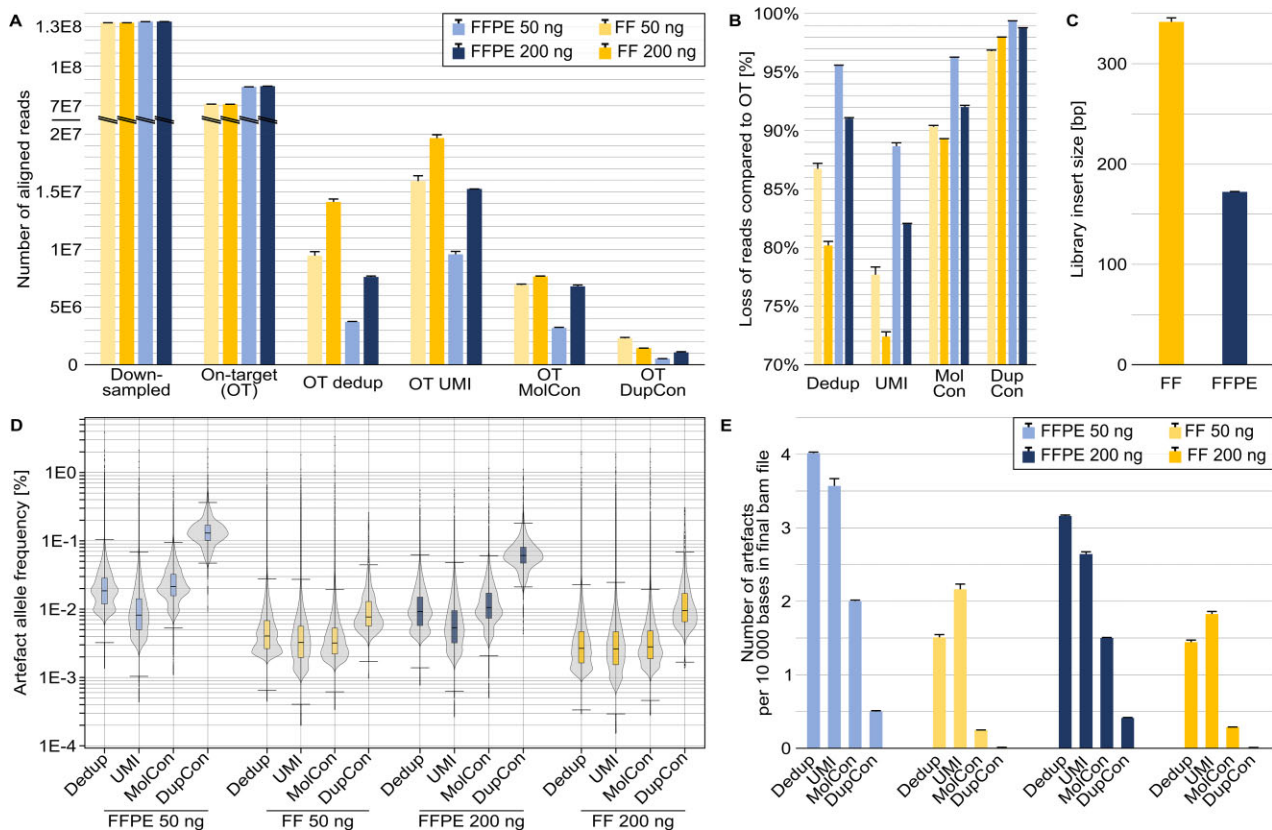 A
FFPE 50 ng
FF 50 ng
FFPE 200 ng
FF 200 ng
Number of aligned reads
1.3E8
1E8
7E7
2E7
1.5E7
1E7
5E6
0
Down-
sampled
On-target
(OT)
OT dedup
OT UMI
OT
MolCon
OT
DupCon
B
Loss of reads compared to OT [%]
100%
95%
90%
85%
80%
75%
70%
Dedup
UMI
Mol
Con
Dup
Con
C
Library insert size [bp]
300
200
100
0
FF
FFPE
D
Artefact allele frequency [%]
1E0
1E-1
1E-2
1E-3
1E-4
Dedup
UMI
MolCon
DupCon
Dedup
UMI
MolCon
DupCon
Dedup
UMI
MolCon
DupCon
Dedup
UMI
MolCon
DupCon
FFPE 50 ng
FF 50 ng
FFPE 200 ng
FF 200 ng
E
FFPE 50 ng
FF 50 ng
FFPE 200 ng
FF 200 ng
Number of artefacts
per 10 000 bases in final bam file
4
3
2
1
0
Dedup
UMI
MolCon
DupCon
Dedup
UMI
MolCon
DupCon
Dedup
UMI
MolCon
DupCon
Dedup
UMI
MolCon
DupCon